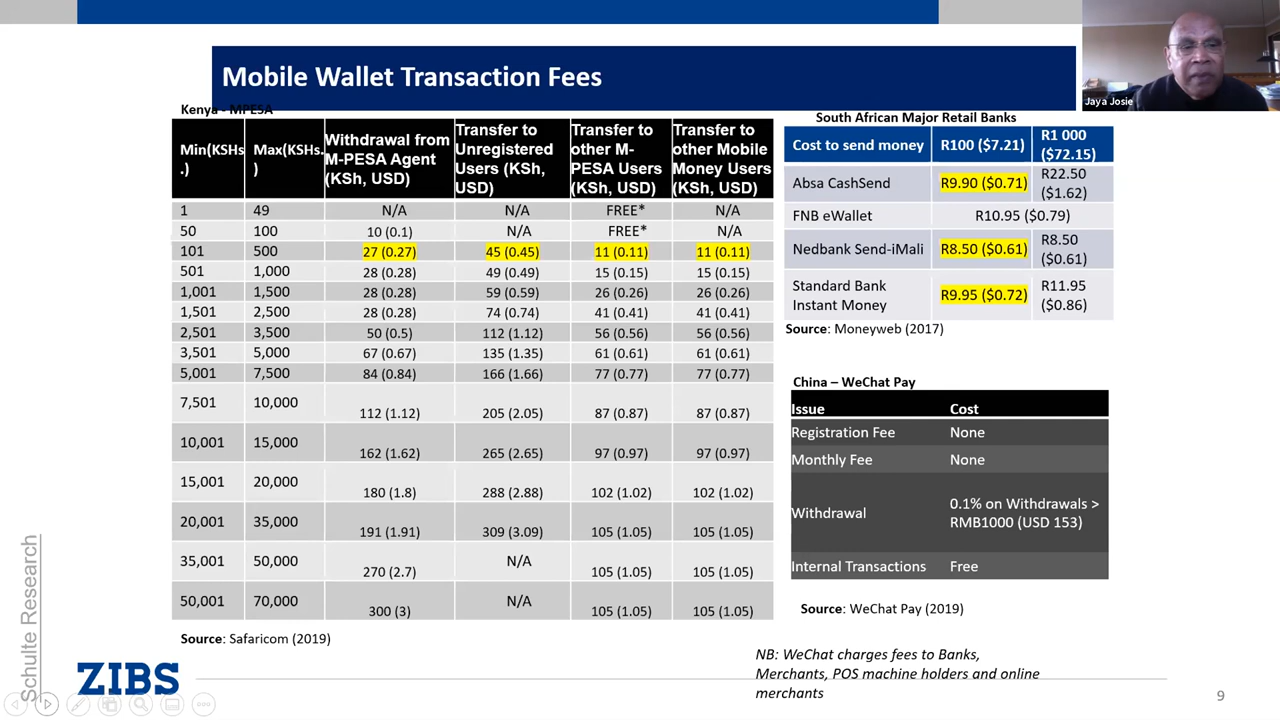 Mobile Wallet Transaction Fees
Jaya Josie
Kenya - MPESA
Min(KSHs.) Max(KSHs.) Withdrawal from M-PESA Agent (KSh, USD) Transfer to Unregistered Users (KSh, USD) Transfer to other M-PESA Users (KSh, USD) Transfer to other Mobile Money Users (KSh, USD)
1 49 N/A N/A FREE* N/A
50 100 10 (0.1) N/A FREE* N/A
101 500 27 (0.27) 45 (0.45) 11 (0.11) 11 (0.11)
501 1,000 28 (0.28) 49 (0.49) 15 (0.15) 15 (0.15)
1,001 1,500 28 (0.28) 59 (0.59) 26 (0.26) 26 (0.26)
1,501 2,500 28 (0.28) 74 (0.74) 41 (0.41) 41 (0.41)
2,501 3,500 50 (0.5) 112 (1.12) 56 (0.56) 56 (0.56)
3,501 5,000 67 (0.67) 135 (1.35) 61 (0.61) 61 (0.61)
5,001 7,500 84 (0.84) 166 (1.66) 77 (0.77) 77 (0.77)
7,501 10,000 112 (1.12) 205 (2.05) 87 (0.87) 87 (0.87)
10,001 15,000 162 (1.62) 265 (2.65) 97 (0.97) 97 (0.97)
15,001 20,000 180 (1.8) 288 (2.88) 102 (1.02) 102 (1.02)
20,001 35,000 191 (1.91) 309 (3.09) 105 (1.05) 105 (1.05)
35,001 50,000 270 (2.7) N/A 105 (1.05) 105 (1.05)
50,001 70,000 300 (3) N/A 105 (1.05) 105 (1.05)
Source: Safaricom (2019)
South African Major Retail Banks
Cost to send money R100 ($7.21) R1 000 ($72.15)
Absa CashSend R9.90 ($0.71) R22.50 ($1.62)
FNB eWallet R10.95 ($0.79)
Nedbank Send-iMali R8.50 ($0.61) R8.50 ($0.61)
Standard Bank Instant Money R9.95 ($0.72) R11.95 ($0.86)
Source: Moneyweb (2017)
China – WeChat Pay
Issue Cost
Registration Fee None
Monthly Fee None
Withdrawal 0.1% on Withdrawals > RMB1000 (USD 153)
Internal Transactions Free
Source: WeChat Pay (2019)
NB: WeChat charges fees to Banks,
Merchants, POS machine holders and online
merchants
Schulte Research
ZIBS
9